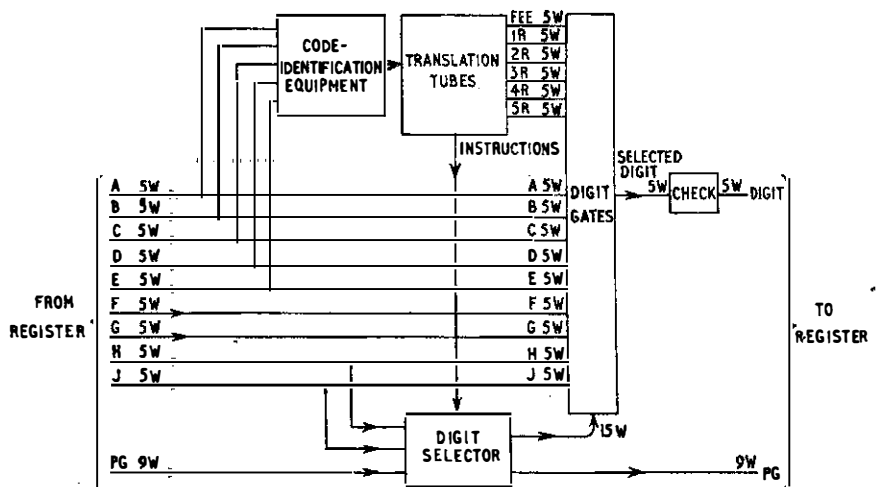 CODE-
IDENTIFICATION
EQUIPMENT
TRANSLATION
TUBES
FEE 5W
1R 5W
2R 5W
3R 5W
4R 5W
5R 5W
INSTRUCTIONS
A 5W
B 5W
C 5W
D 5W
E 5W
F 5W
G 5W
H 5W
J 5W
A 5W
B 5W
C 5W
D 5W
E 5W
F 5W
G 5W
H 5W
J 5W
DIGIT
GATES
SELECTED
DIGIT
5W
CHECK
5W
DIGIT
FROM
REGISTER
TO
REGISTER
DIGIT
SELECTOR
15W
PG 9W
9W
PG